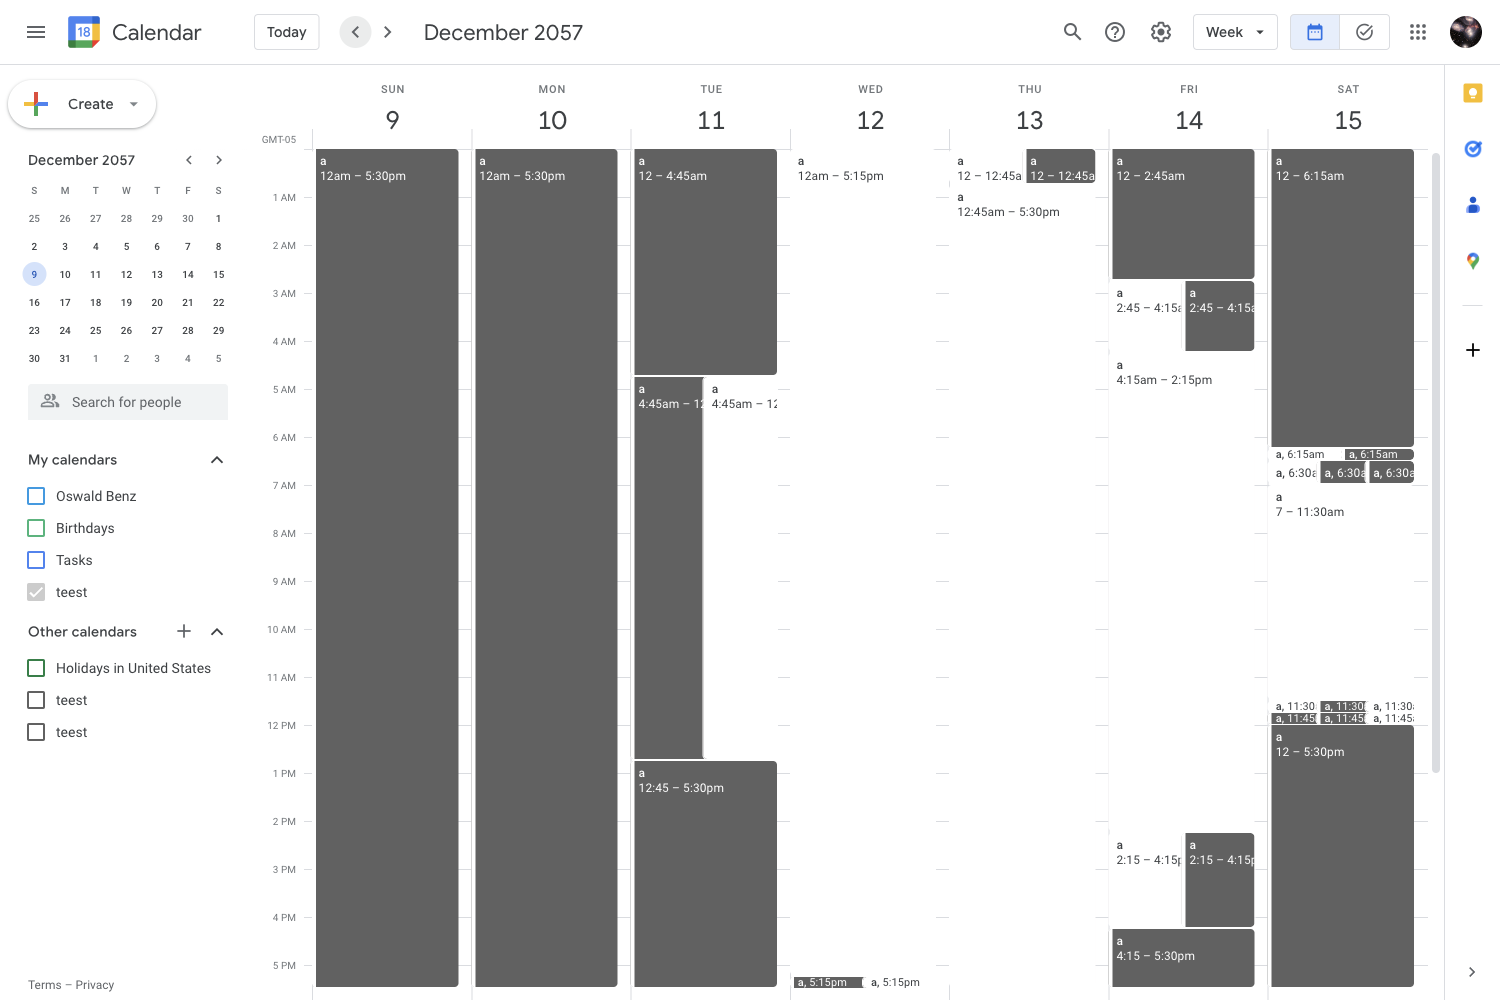 18 Calendar
Today
December 2057
Week
Create
December 2057
S M T W T F S
25 26 27 28 29 30 1
2 3 4 5 6 7 8
9 10 11 12 13 14 15
16 17 18 19 20 21 22
23 24 25 26 27 28 29
30 31 1 2 3 4 5
Search for people
My calendars
Oswald Benz
Birthdays
Tasks
teest
Other calendars
Holidays in United States
teest
teest
Terms – Privacy
SUN MON TUE WED THU FRI SAT
9 10 11 12 13 14 15
GMT-05
1 AM
2 AM
3 AM
4 AM
5 AM
6 AM
7 AM
8 AM
9 AM
10 AM
11 AM
12 PM
1 PM
2 PM
3 PM
4 PM
5 PM
a
12am – 5:30pm
a
12am – 5:30pm
a
12 – 4:45am
a
4:45am – 12
a
4:45am – 12
a
12:45 – 5:30pm
a
12am – 5:15pm
a, 5:15pm
a, 5:15pm
a
12 – 12:45a
a
12 – 12:45a
a
12:45am – 5:30pm
a
12 – 2:45am
a
2:45 – 4:15a
a
2:45 – 4:15a
a
4:15am – 2:15pm
a
2:15 – 4:15p
a
2:15 – 4:15p
a
4:15 – 5:30pm
a
12 – 6:15am
a, 6:15am
a, 6:15am
a, 6:30a
a, 6:30a
a, 6:30a
a
7 – 11:30am
a, 11:30
a, 11:30
a, 11:30
a, 11:45
a, 11:45
a, 11:45
a
12 – 5:30pm